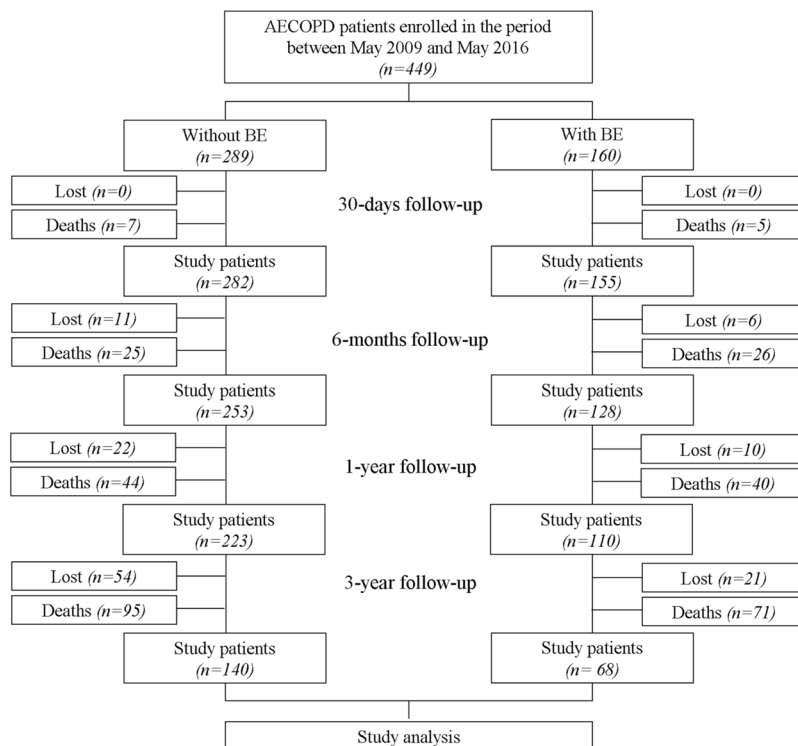 AECOPD patients enrolled in the period
between May 2009 and May 2016
(n=449)
Without BE
(n=289)
With BE
(n=160)
Lost (n=0)
Deaths (n=7)
30-days follow-up
Lost (n=0)
Deaths (n=5)
Study patients
(n=282)
Study patients
(n=155)
Lost (n=11)
Deaths (n=25)
6-months follow-up
Lost (n=6)
Deaths (n=26)
Study patients
(n=253)
Study patients
(n=128)
Lost (n=22)
Deaths (n=44)
1-year follow-up
Lost (n=10)
Deaths (n=40)
Study patients
(n=223)
Study patients
(n=110)
Lost (n=54)
Deaths (n=95)
3-year follow-up
Lost (n=21)
Deaths (n=71)
Study patients
(n=140)
Study patients
(n= 68)
Study analysis